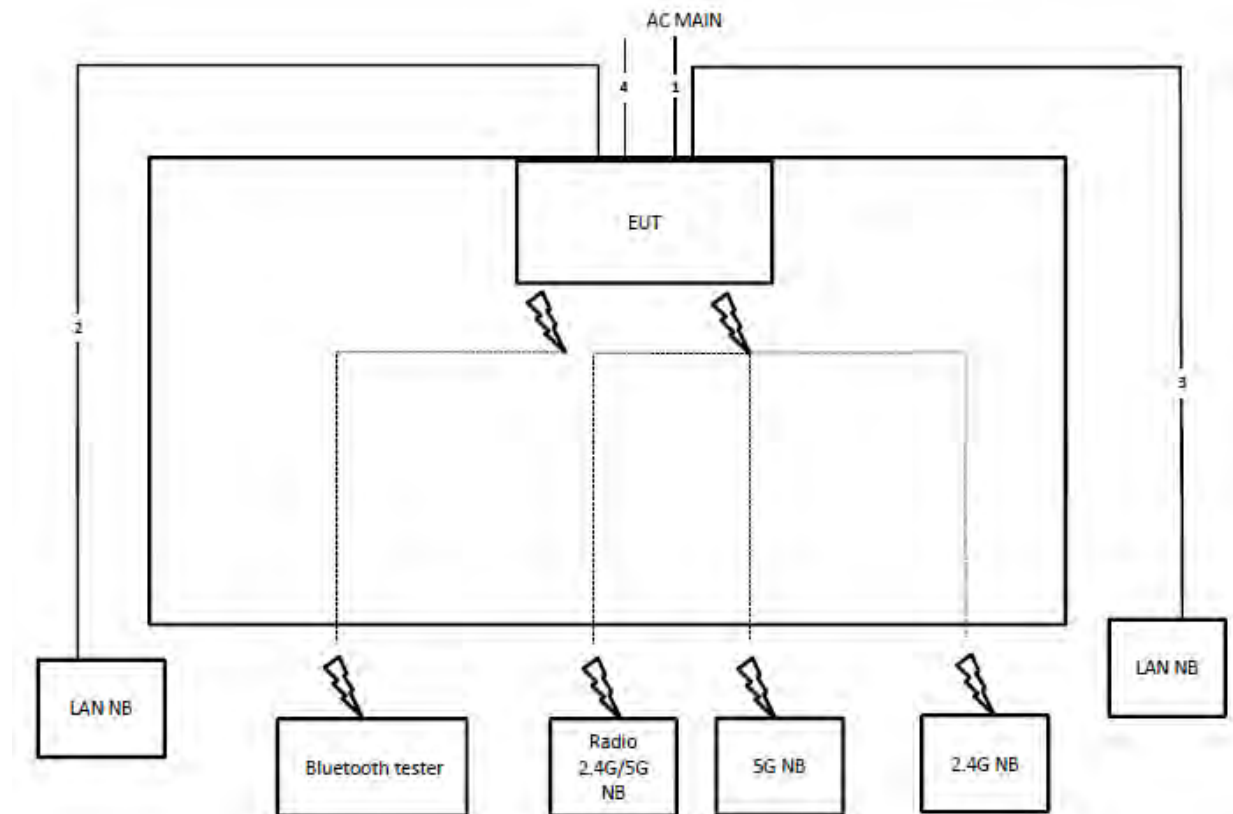 AC MAIN
4
1
EUT
2
3
LAN NB
LAN NB
Bluetooth tester
Radio
2.4G/5G
NB
5G NB
2.4G NB